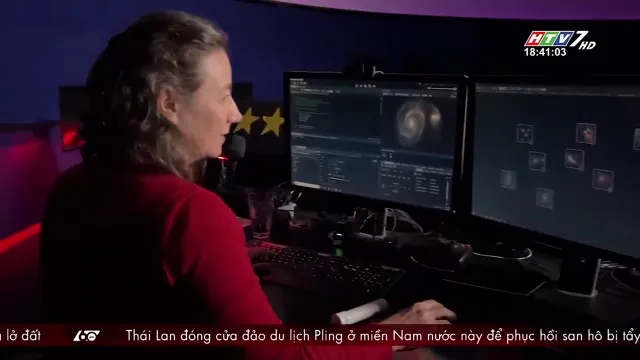 HTV7 HD
18:41:03
lở đất 60 Thái Lan đóng cửa đảo du lịch Pling ở miền Nam nước này để phục hồi san hô bị tẩy